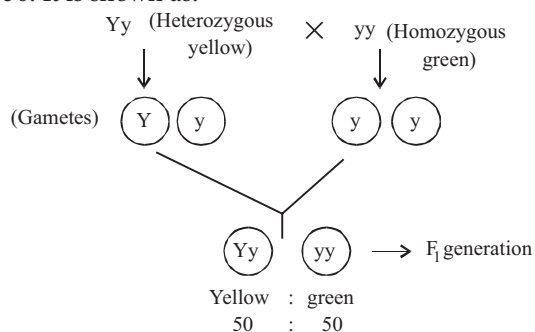 Yy (Heterozygous yellow) × yy (Homozygous green)
(Gametes) Y y y y
Yy yy → F1 generation
Yellow : green
50 : 50